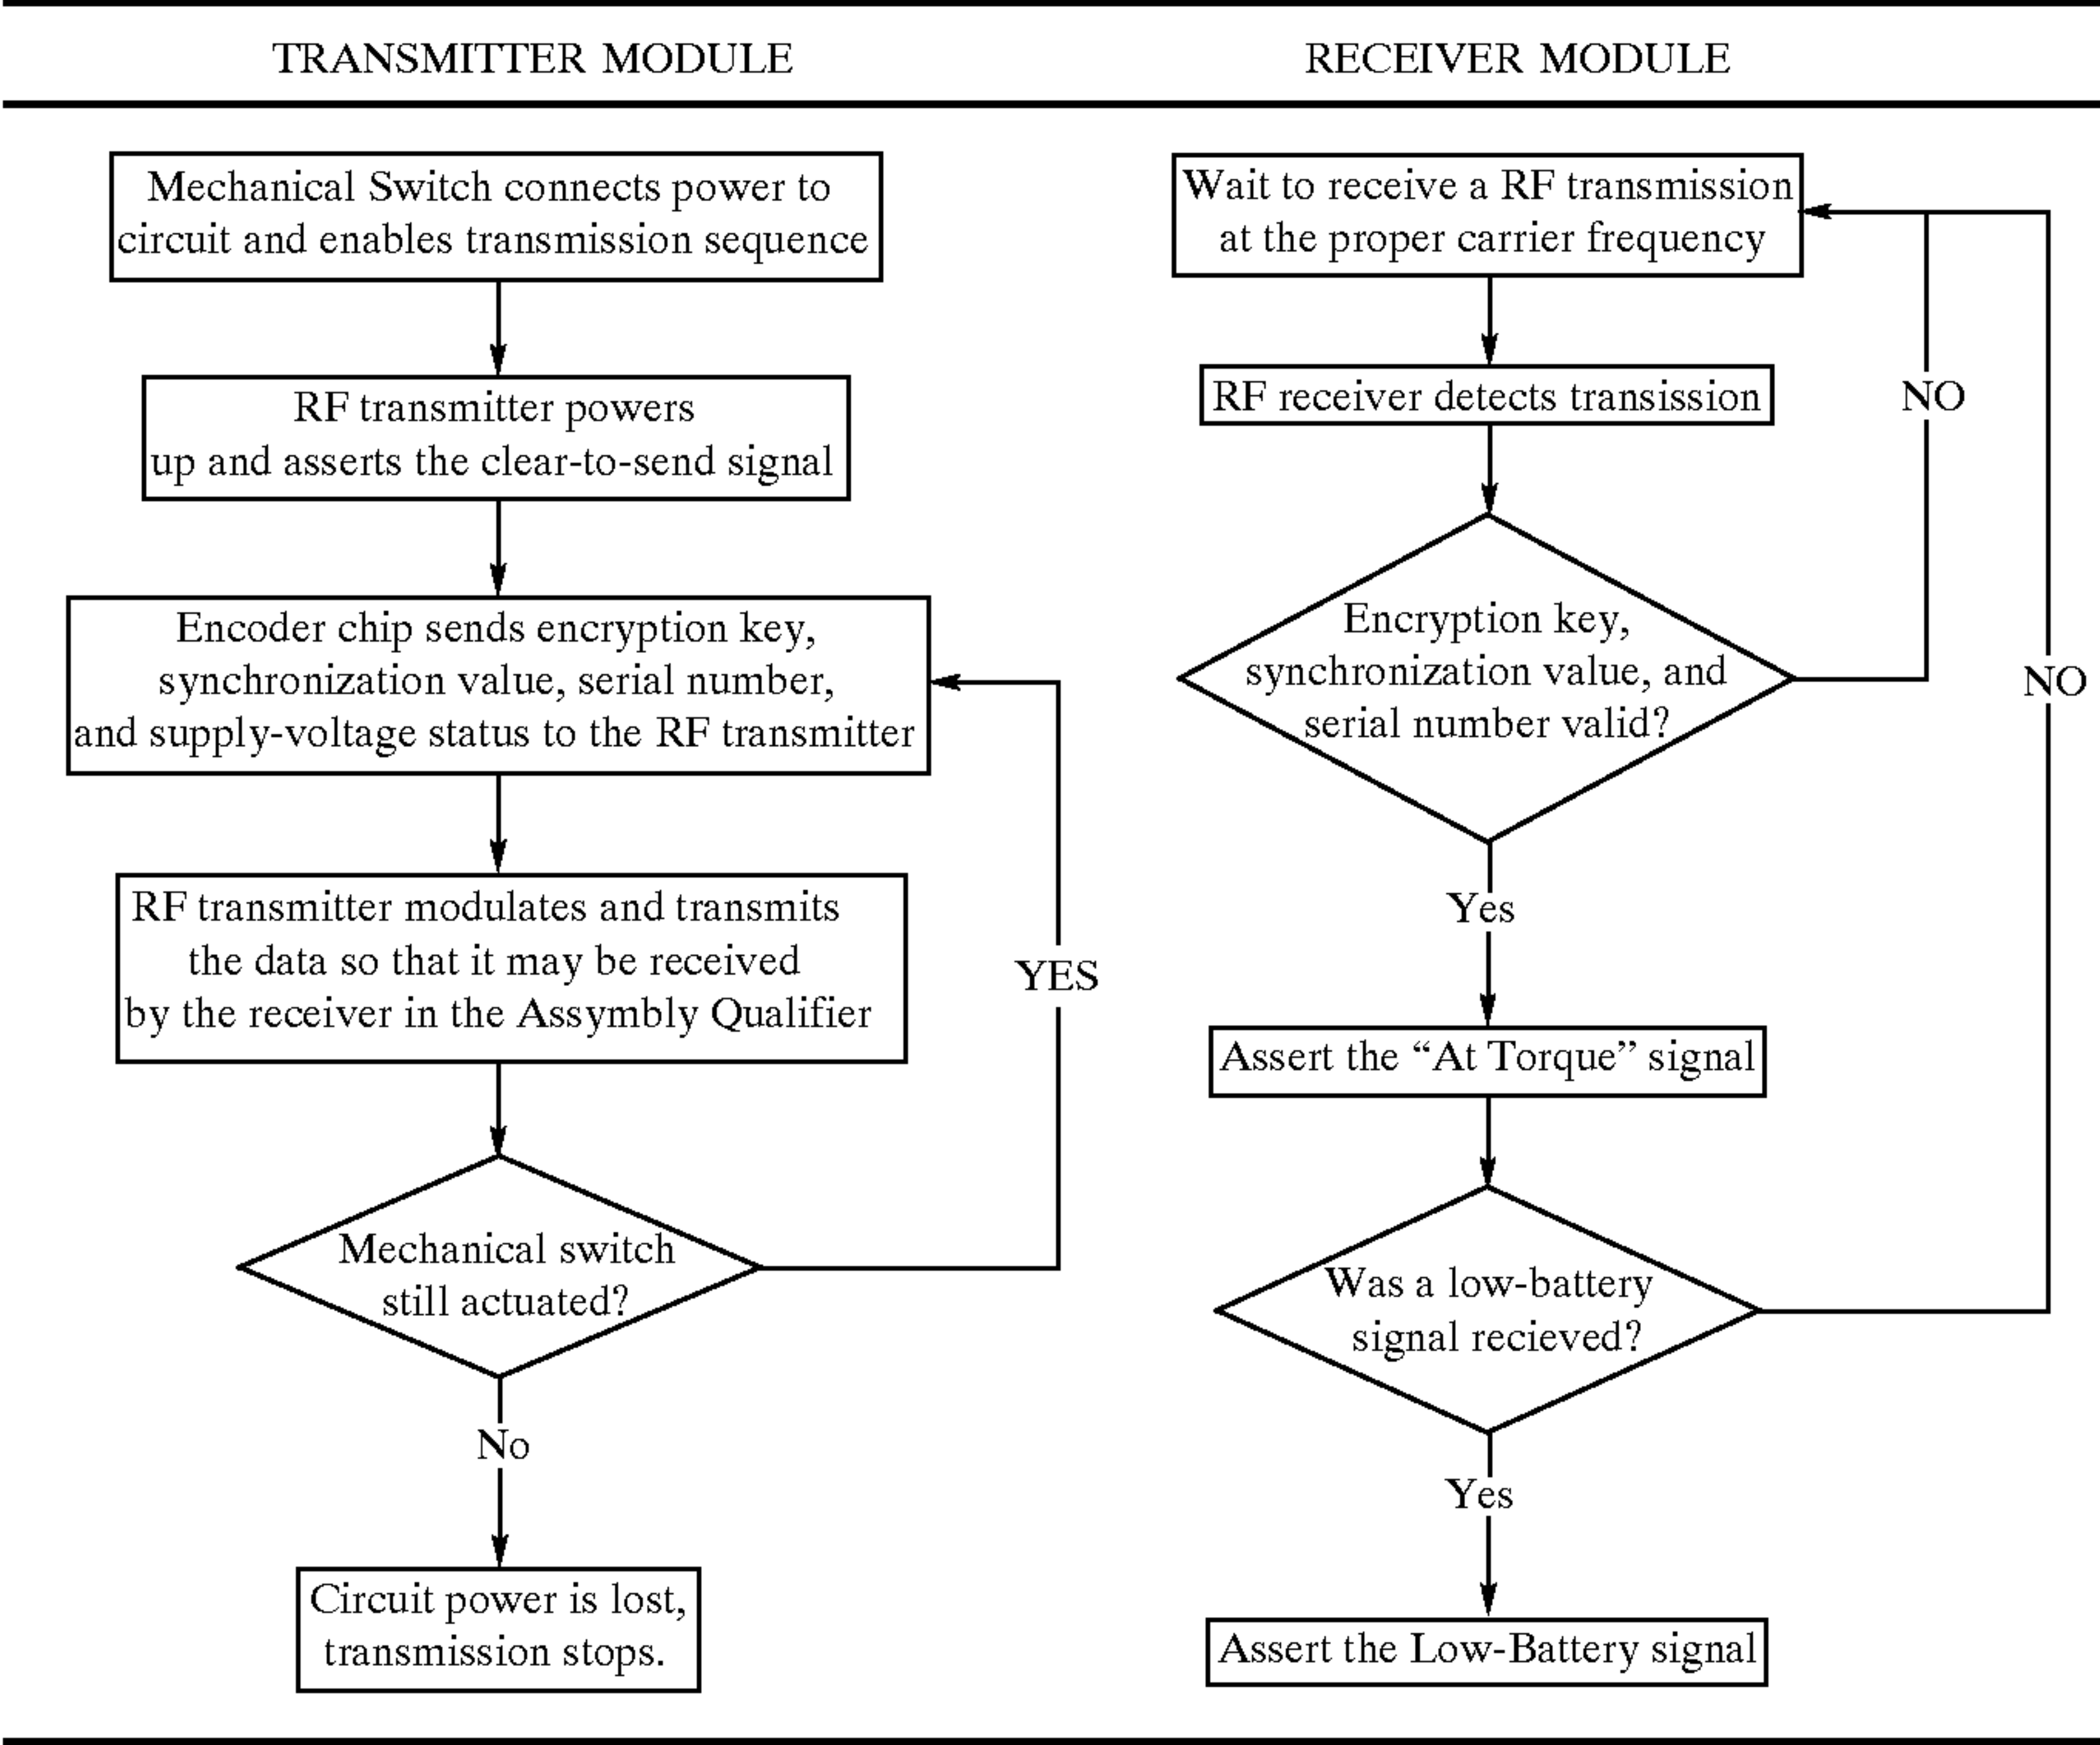 TRANSMITTER MODULE
Mechanical Switch connects power to
circuit and enables transmission sequence
RF transmitter powers
up and asserts the clear-to-send signal
Encoder chip sends encryption key,
synchronization value, serial number,
and supply-voltage status to the RF transmitter
RF transmitter modulates and transmits
the data so that it may be received
by the receiver in the Assymbly Qualifier
YES
Mechanical switch
still actuated?
No
Circuit power is lost,
transmission stops.
RECEIVER MODULE
Wait to receive a RF transmission
at the proper carrier frequency
RF receiver detects transission
NO
Encryption key,
synchronization value, and
serial number valid?
NO
Yes
Assert the “At Torque” signal
Was a low-battery
signal recieved?
Yes
Assert the Low-Battery signal